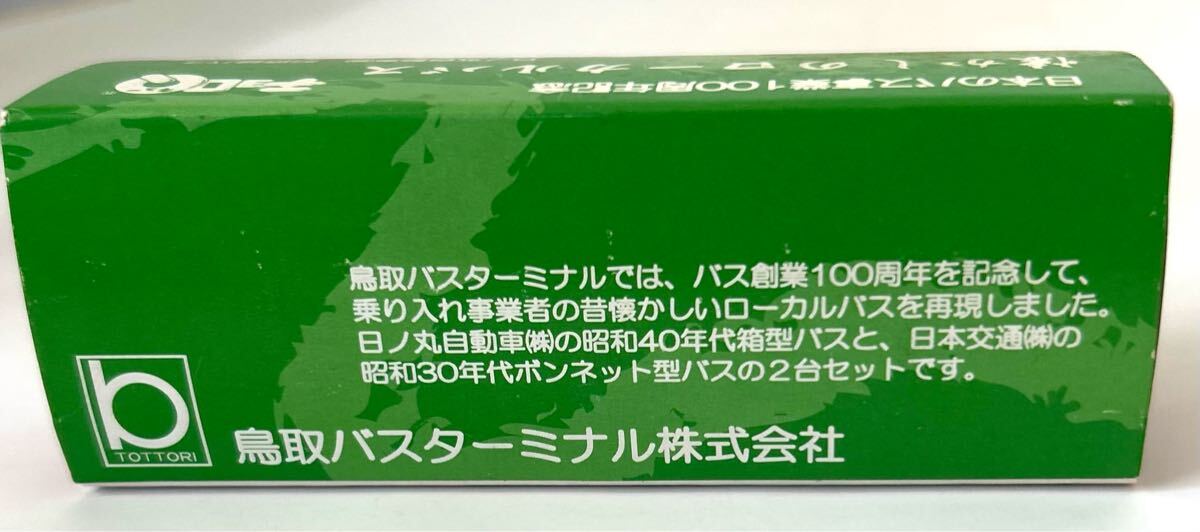 日本のバス事業100周年記念
懐かしのローカルバス
チョロQ
鳥取バスターミナルでは、バス創業100周年を記念して、
乗り入れ事業者の昔懐かしいローカルバスを再現しました。
日ノ丸自動車㈱の昭和40年代箱型バスと、日本交通㈱の
昭和30年代ボンネット型バスの2台セットです。
b
TOTTORI
鳥取バスターミナル株式会社